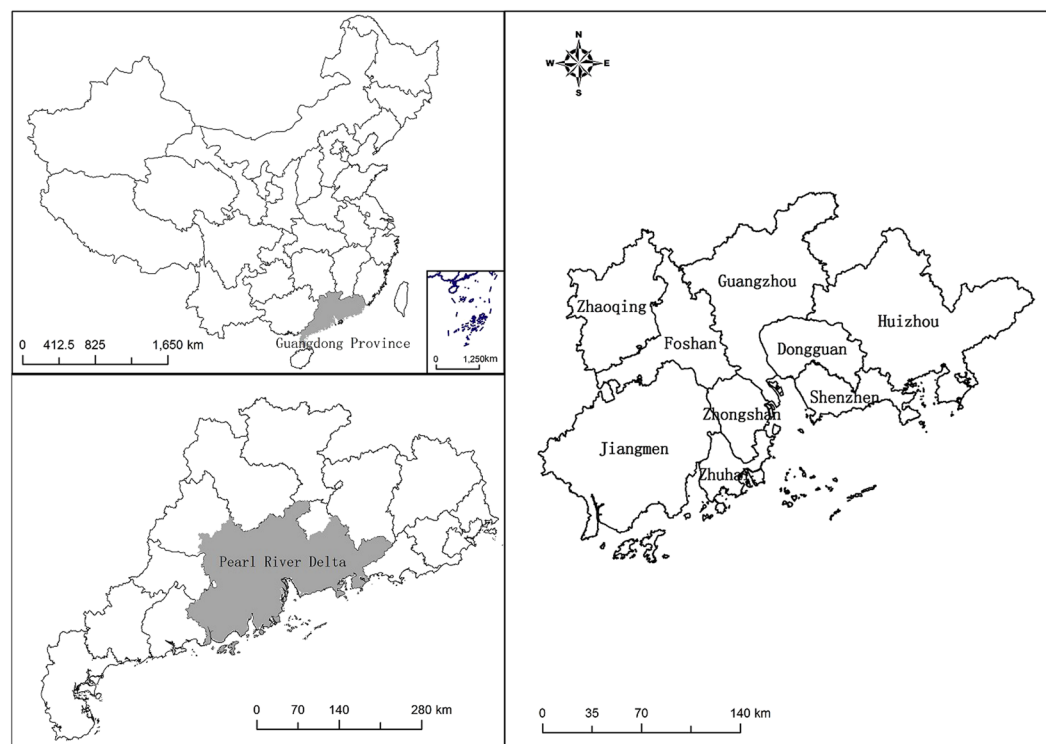 Guangdong Province
0 412.5 825 1,650 km
0 1,250km
Pearl River Delta
0 70 140 280 km
N
W E
S
Guangzhou
Zhaoqing
Huizhou
Foshan
Dongguan
Shenzhen
Zhongshan
Jiangmen
Zhuhai
0 35 70 140 km